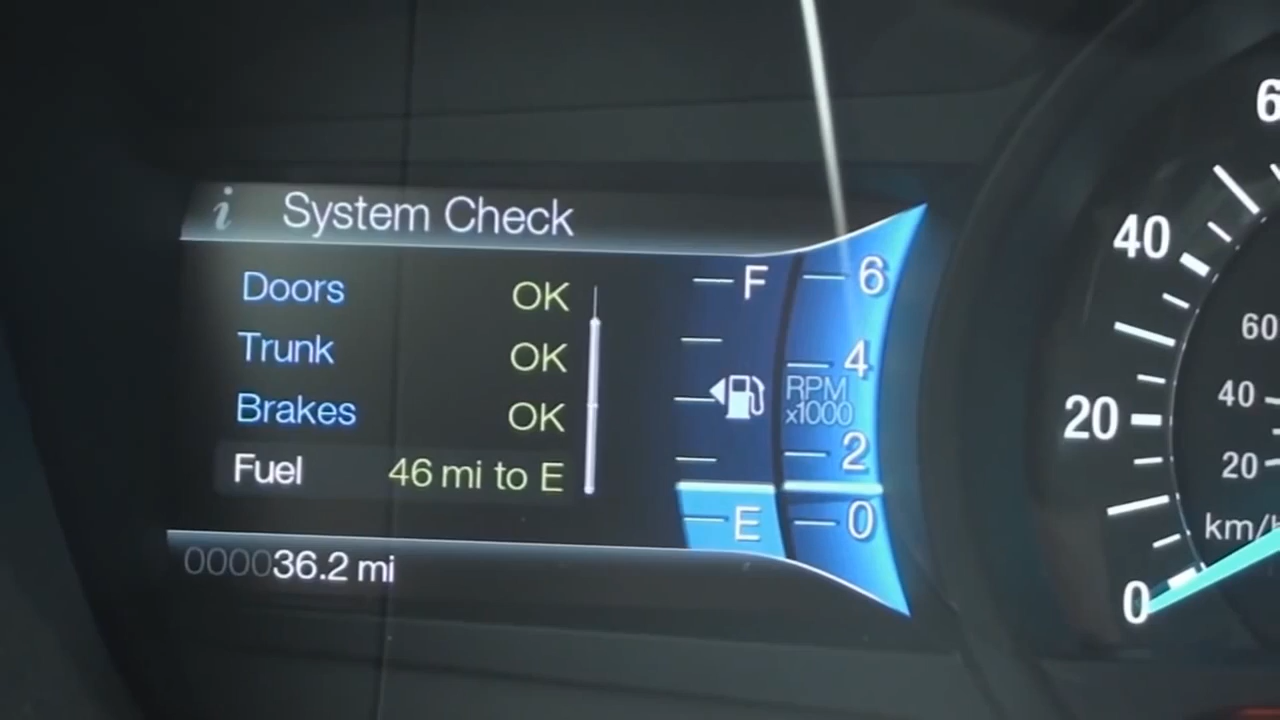 i System Check
Doors OK
Trunk OK
Brakes OK
Fuel 46 mi to E
000036.2 mi
F
E
6
4
RPM
x1000
2
0
6
40
20
0
60
40
20
km/h